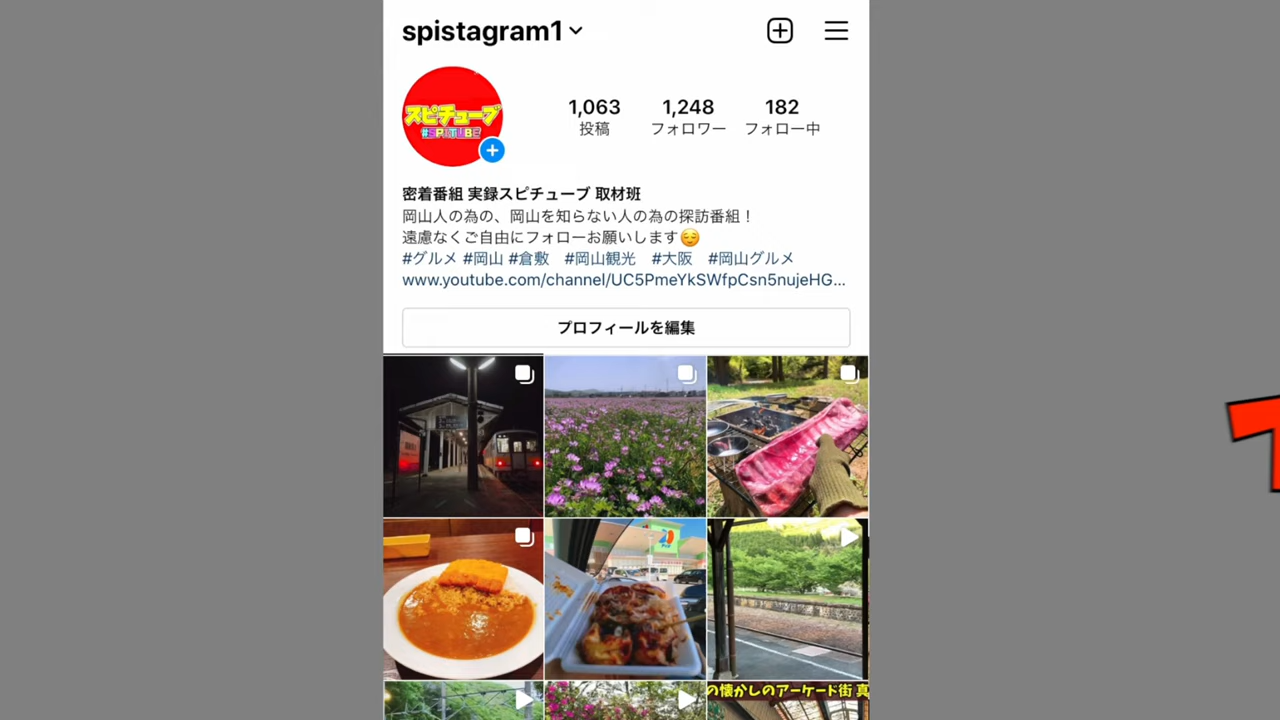 spistagram1
スピチューブ
#SPITUBE
1,063
投稿
1,248
フォロワー
182
フォロー中
密着番組 実録スピチューブ 取材班
岡山人の為の、岡山を知らない人の為の探訪番組！
遠慮なくご自由にフォローお願いします😌
#グルメ #岡山 #倉敷　#岡山観光　#大阪　#岡山グルメ
www.youtube.com/channel/UC5PmeYkSWfpCsn5nujeHG...
プロフィールを編集
の懐かしのアーケード街 真